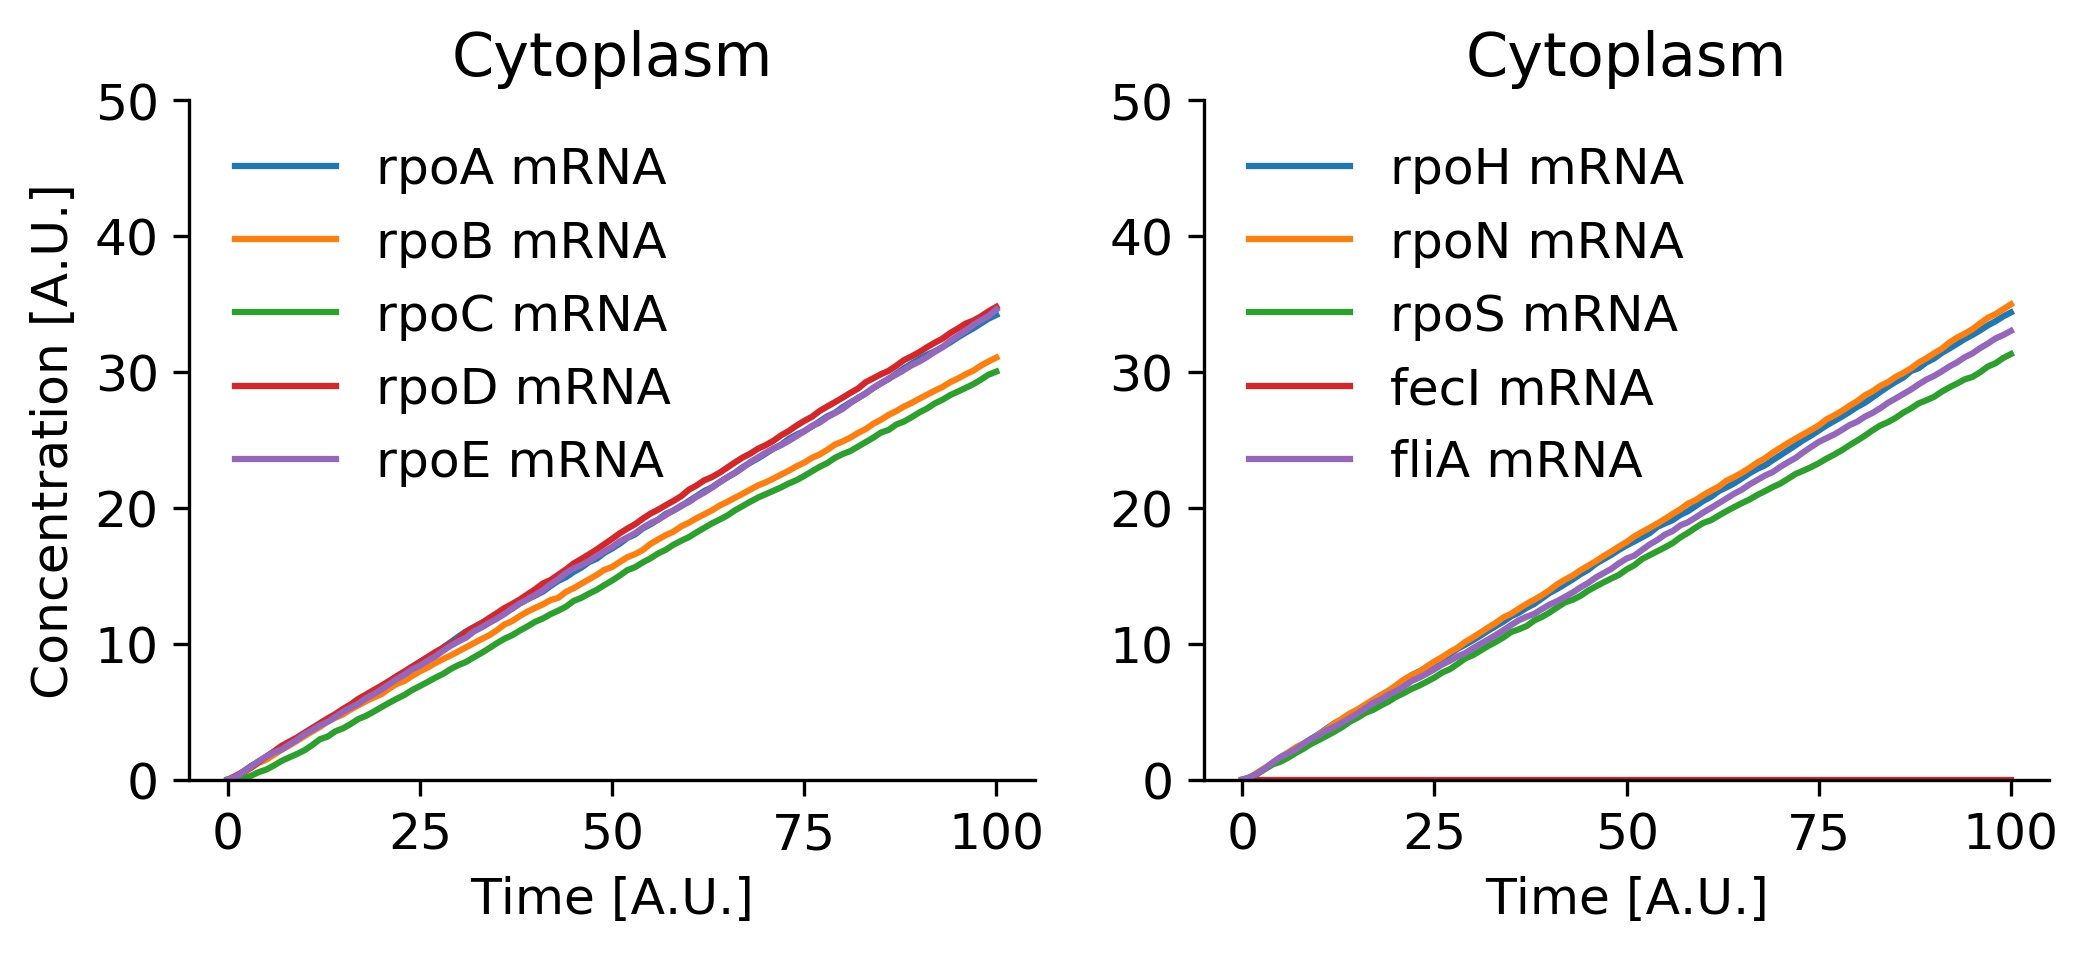 Cytoplasm
Concentration [A.U.]
50
40
30
20
10
0
rpoA mRNA
rpoB mRNA
rpoC mRNA
rpoD mRNA
rpoE mRNA
0 25 50 75 100
Time [A.U.]
Cytoplasm
50
40
30
20
10
0
rpoH mRNA
rpoN mRNA
rpoS mRNA
fecI mRNA
fliA mRNA
0 25 50 75 100
Time [A.U.]